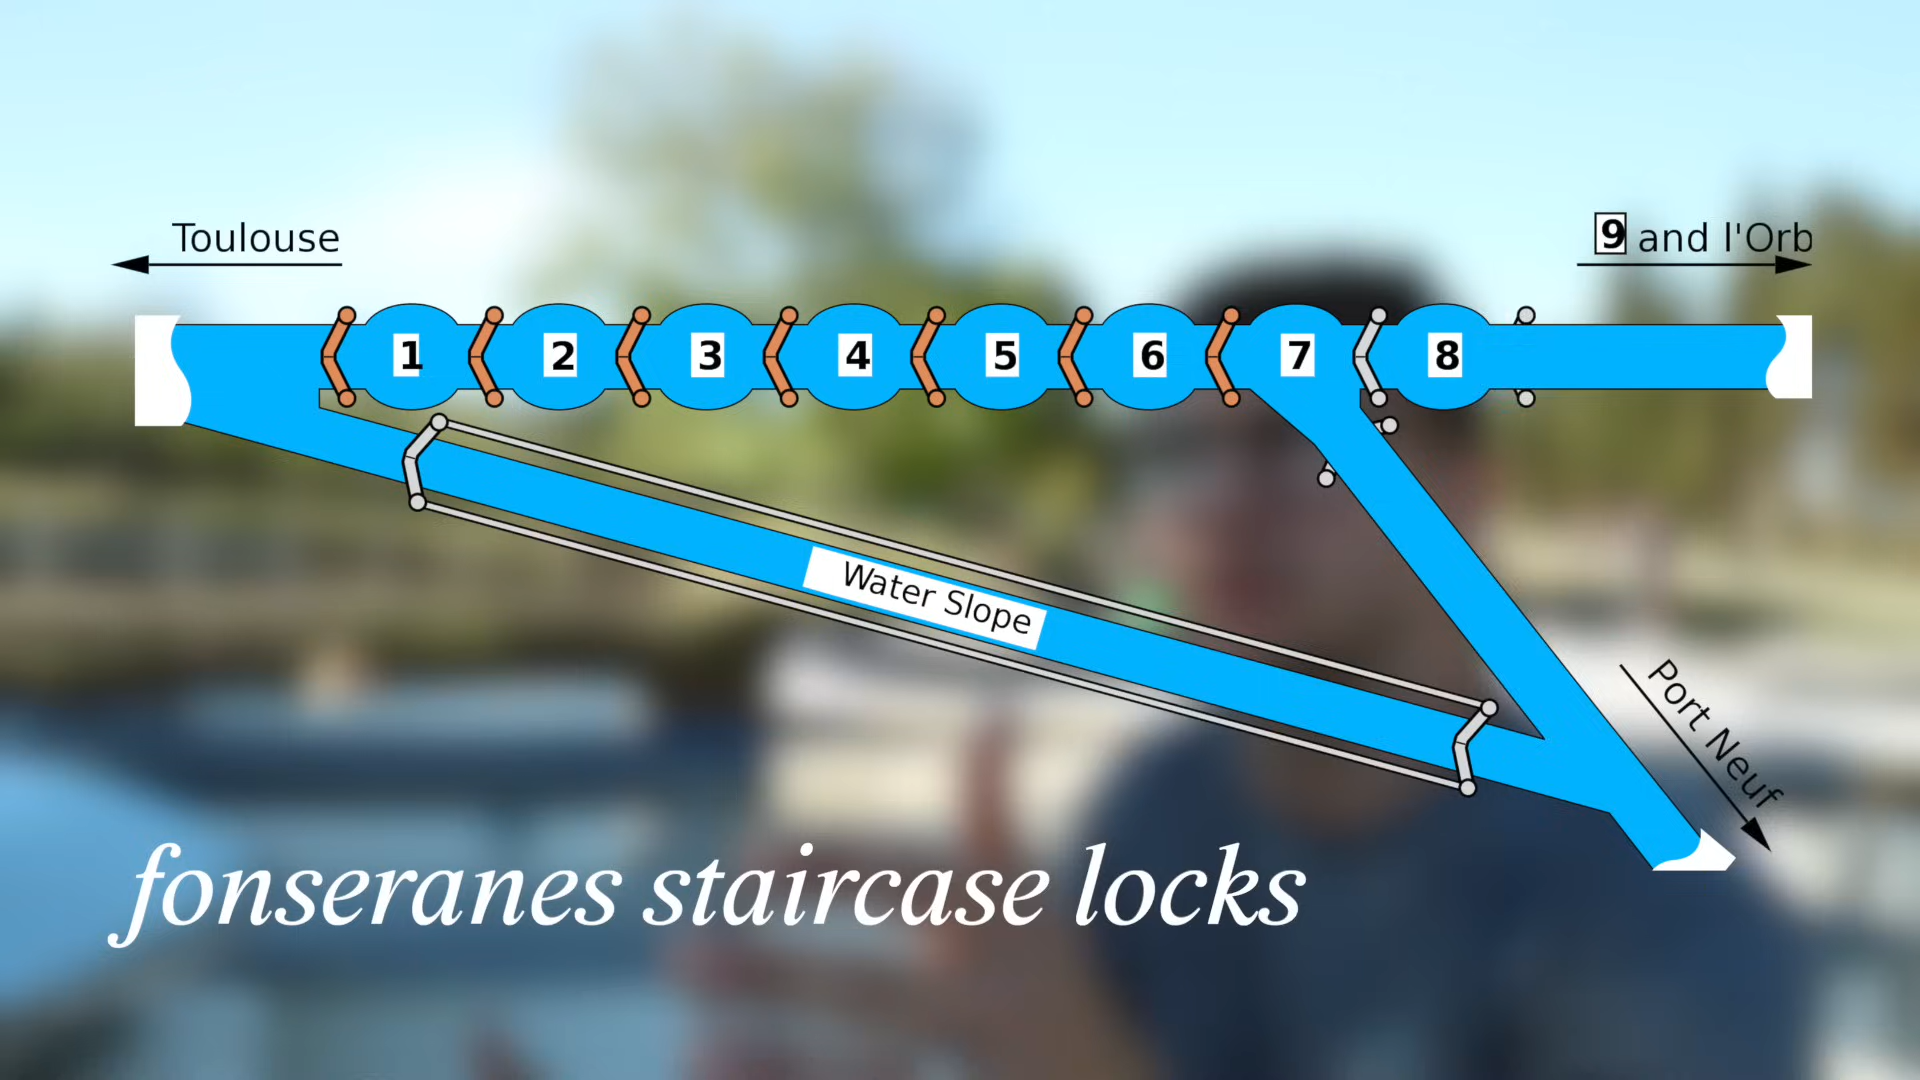 Toulouse
9 and l'Orb
1 2 3 4 5 6 7 8
Water Slope
Port Neuf
fonseranes staircase locks